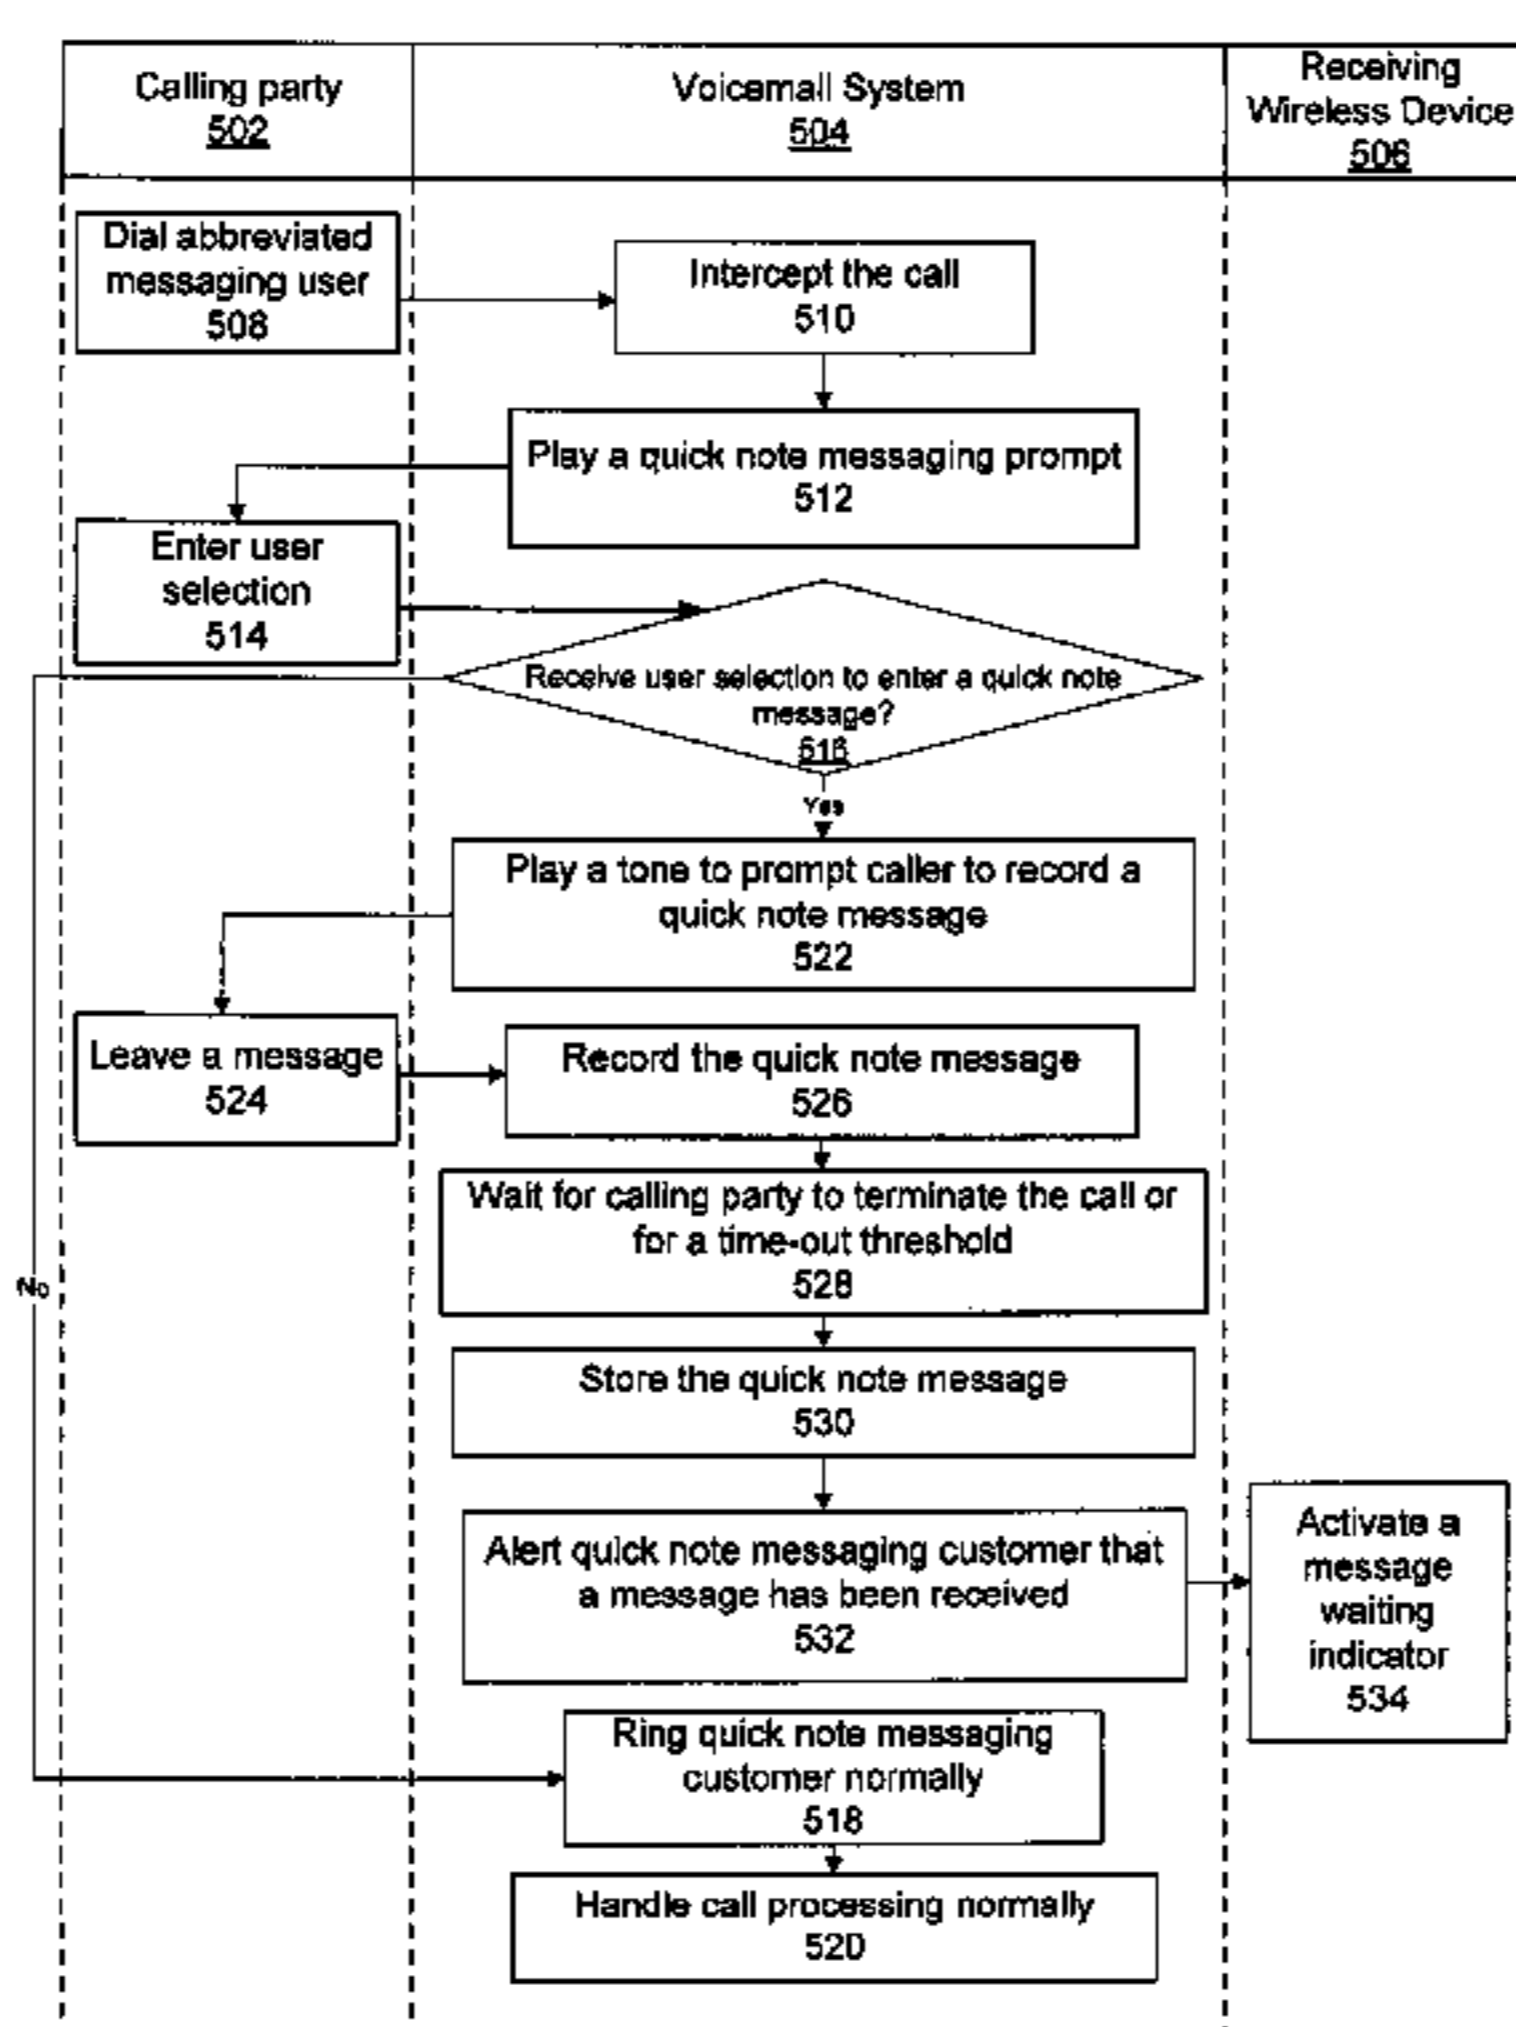 Calling party
502
Voicemail System
504
Receiving
Wireless Device
506
Dial abbreviated
messaging user
508
Intercept the call
510
Play a quick note messaging prompt
512
Enter user
selection
514
Receive user selection to enter a quick note
message?
516
Yes
Play a tone to prompt caller to record a
quick note message
522
Leave a message
524
Record the quick note message
526
Wait for calling party to terminate the call or
for a time-out threshold
528
No
Store the quick note message
530
Alert quick note messaging customer that
a message has been received
532
Activate a
message
waiting
indicator
534
Ring quick note messaging
customer normally
518
Handle call processing normally
520